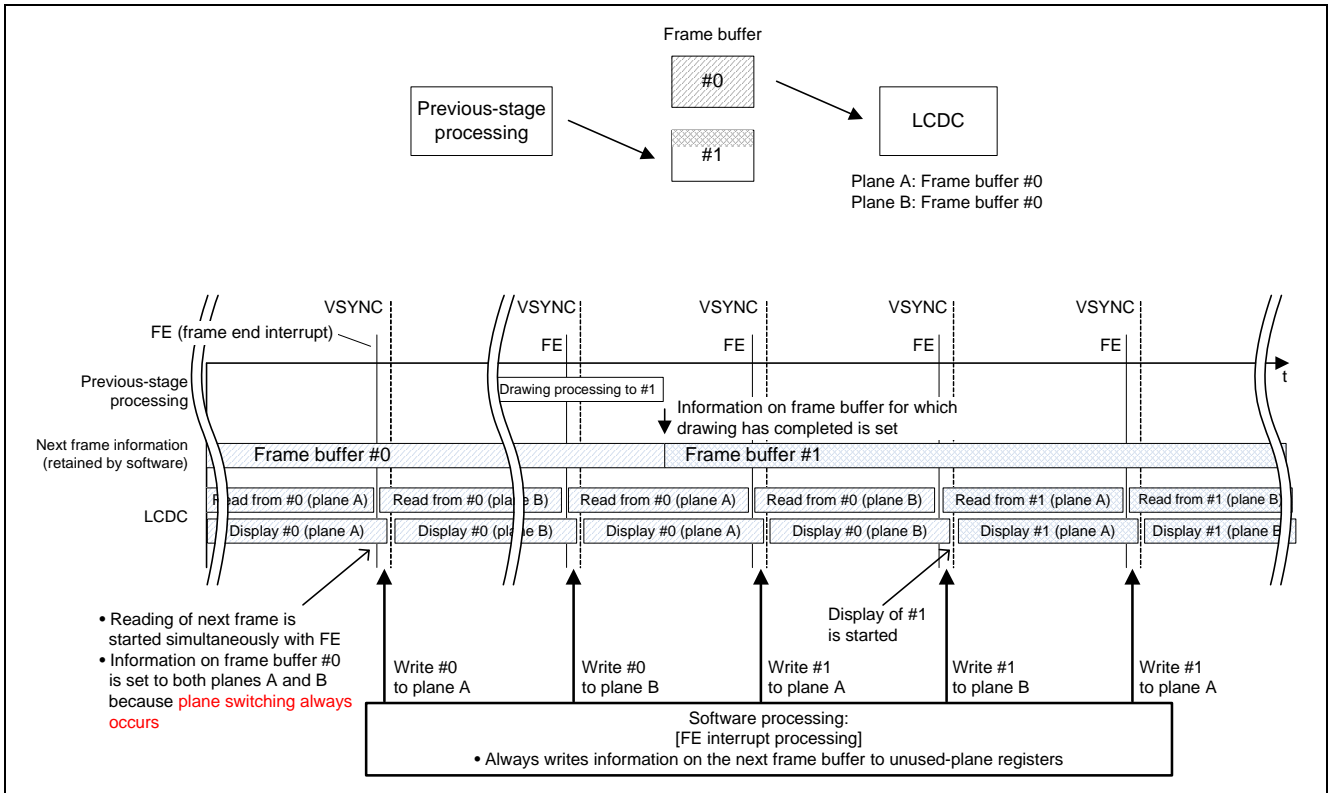 Frame buffer
#0
Previous-stage
processing
#1
LCDC
Plane A: Frame buffer #0
Plane B: Frame buffer #0
VSYNC
VSYNC
VSYNC
VSYNC
VSYNC
FE (frame end interrupt)
FE
FE
FE
FE
t
Previous-stage
processing
Drawing processing to #1
Information on frame buffer for which
drawing has completed is set
Next frame information
(retained by software)
Frame buffer #0
Frame buffer #1
LCDC
Read from #0 (plane A)
Read from #0 (plane B)
Read from #0 (plane A)
Read from #0 (plane B)
Read from #1 (plane A)
Read from #1 (plane B)
Display #0 (plane A)
Display #0 (plane B)
Display #0 (plane A)
Display #0 (plane B)
Display #1 (plane A)
Display #1 (plane B)
• Reading of next frame is
started simultaneously with FE
• Information on frame buffer #0
is set to both planes A and B
because plane switching always
occurs
Display of #1
is started
Write #0
to plane A
Write #0
to plane B
Write #1
to plane A
Write #1
to plane B
Write #1
to plane A
Software processing:
[FE interrupt processing]
• Always writes information on the next frame buffer to unused-plane registers